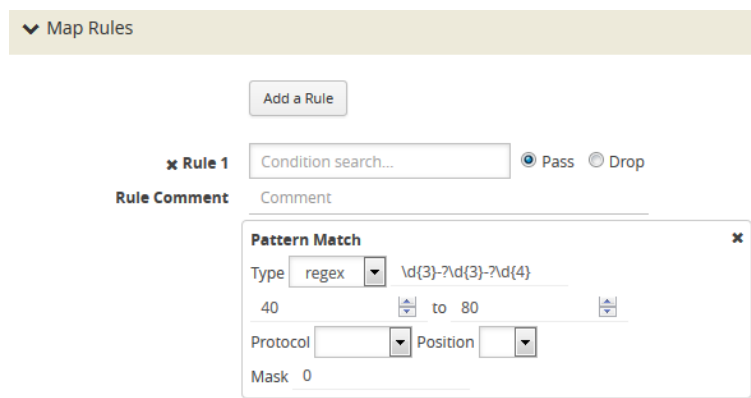 Map Rules
Add a Rule
Rule 1 Condition search... Pass Drop
Rule Comment Comment
Pattern Match
Type regex \d{3}-?\d{3}-?\d{4}
40 to 80
Protocol Position
Mask 0